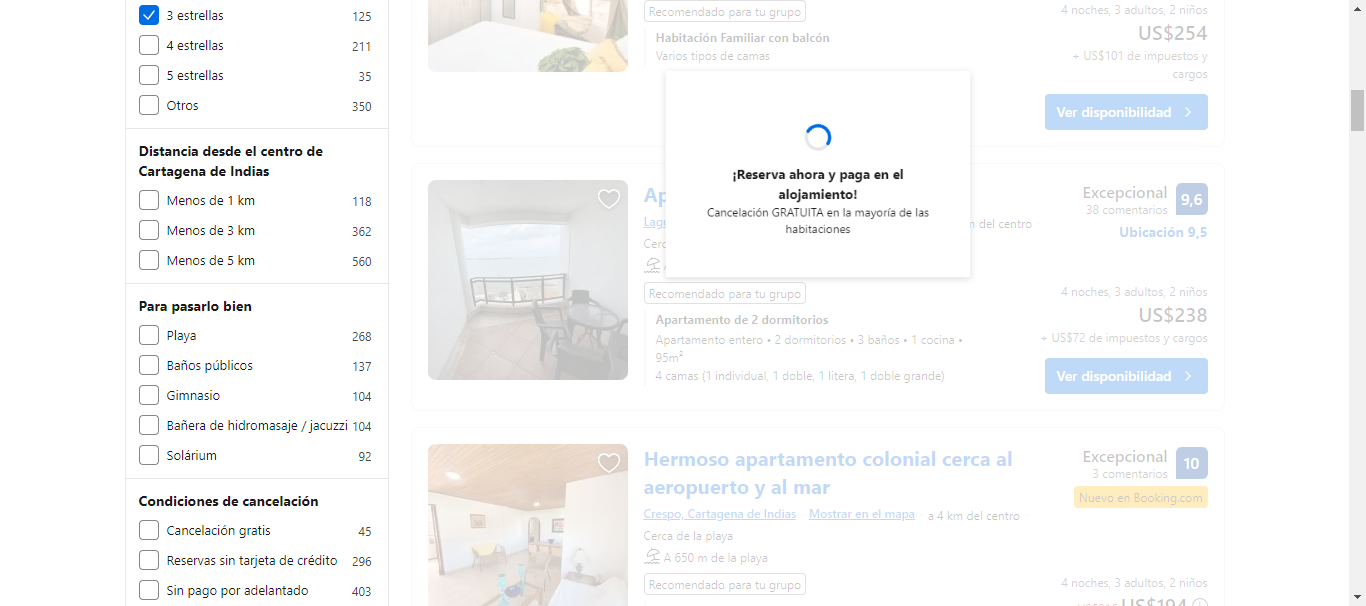 3 estrellas 125
4 estrellas 211
5 estrellas 35
Otros 350
Distancia desde el centro de
Cartagena de Indias
Menos de 1 km 118
Menos de 3 km 362
Menos de 5 km 560
Para pasarlo bien
Playa 268
Baños públicos 137
Gimnasio 104
Bañera de hidromasaje / jacuzzi 104
Solárium 92
Condiciones de cancelación
Cancelación gratis 45
Reservas sin tarjeta de crédito 296
Sin pago por adelantado 403
Recomendado para tu grupo
Habitación Familiar con balcón
Varios tipos de camas
4 noches, 3 adultos, 2 niños
US$254
+ US$101 de impuestos y
cargos
Ver disponibilidad
¡Reserva ahora y paga en el
alojamiento!
Cancelación GRATUITA en la mayoría de las
habitaciones
del centro
Excepcional 9,6
38 comentarios
Ubicación 9,5
Recomendado para tu grupo
Apartamento de 2 dormitorios
Apartamento entero • 2 dormitorios • 3 baños • 1 cocina •
95m²
4 camas (1 individual, 1 doble, 1 litera, 1 doble grande)
4 noches, 3 adultos, 2 niños
US$238
+ US$72 de impuestos y cargos
Ver disponibilidad
Hermoso apartamento colonial cerca al
aeropuerto y al mar
Crespo, Cartagena de Indias Mostrar en el mapa a 4 km del centro
Cerca de la playa
A 650 m de la playa
Recomendado para tu grupo
Excepcional 10
3 comentarios
Nuevo en Booking.com
4 noches, 3 adultos, 2 niños
US$194